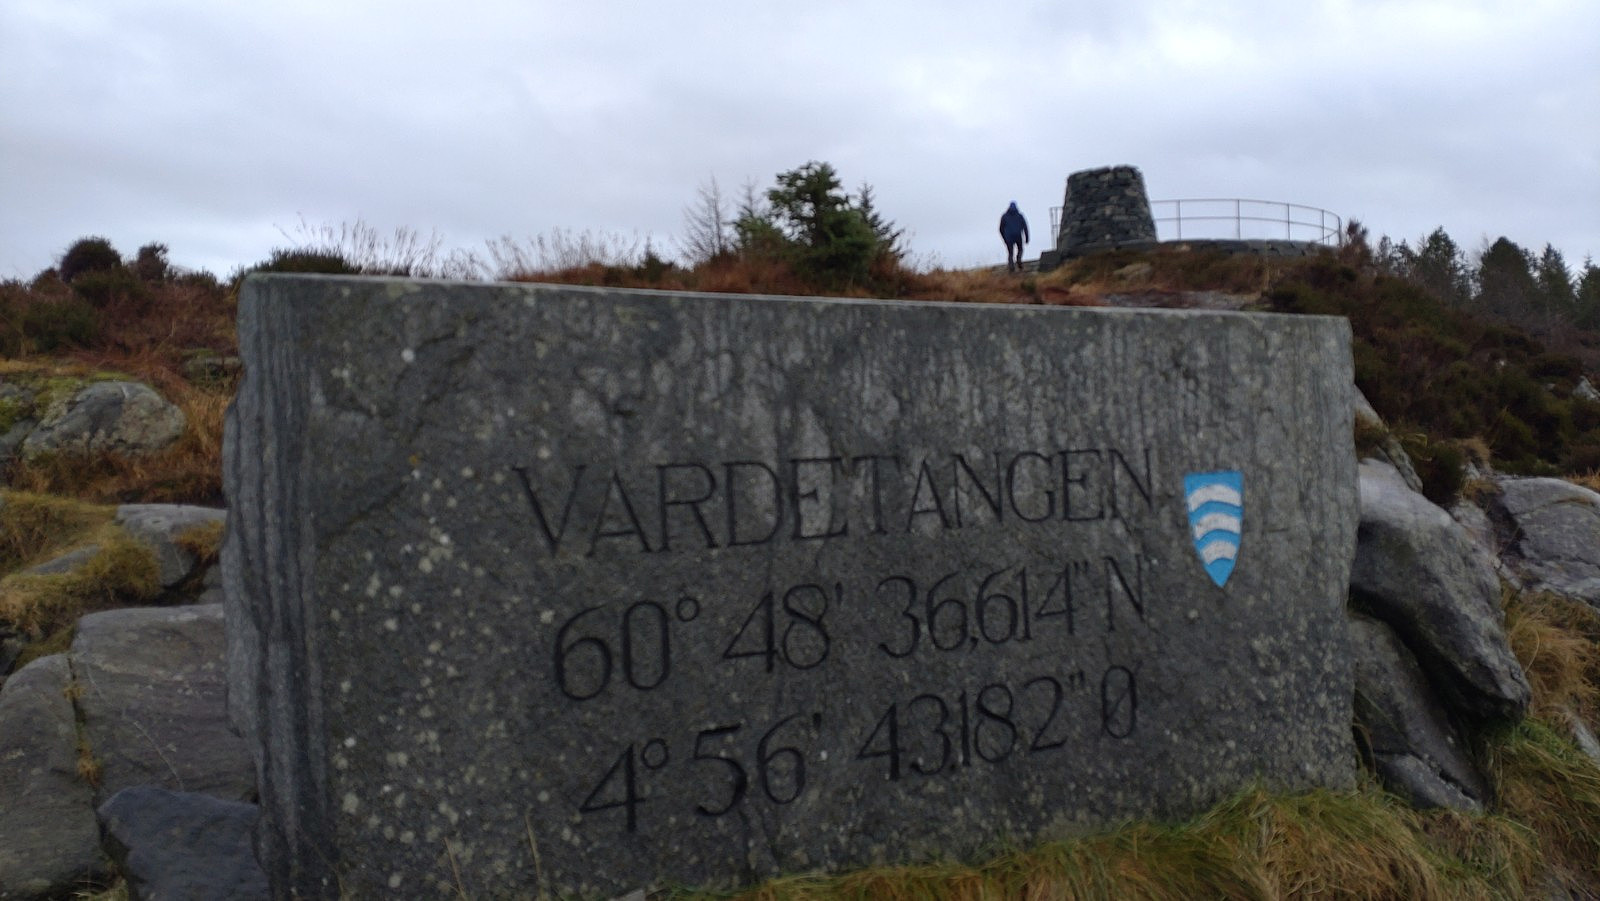 VARDETANGEN
60° 48' 36,614" N
4° 56' 43,182" Ø